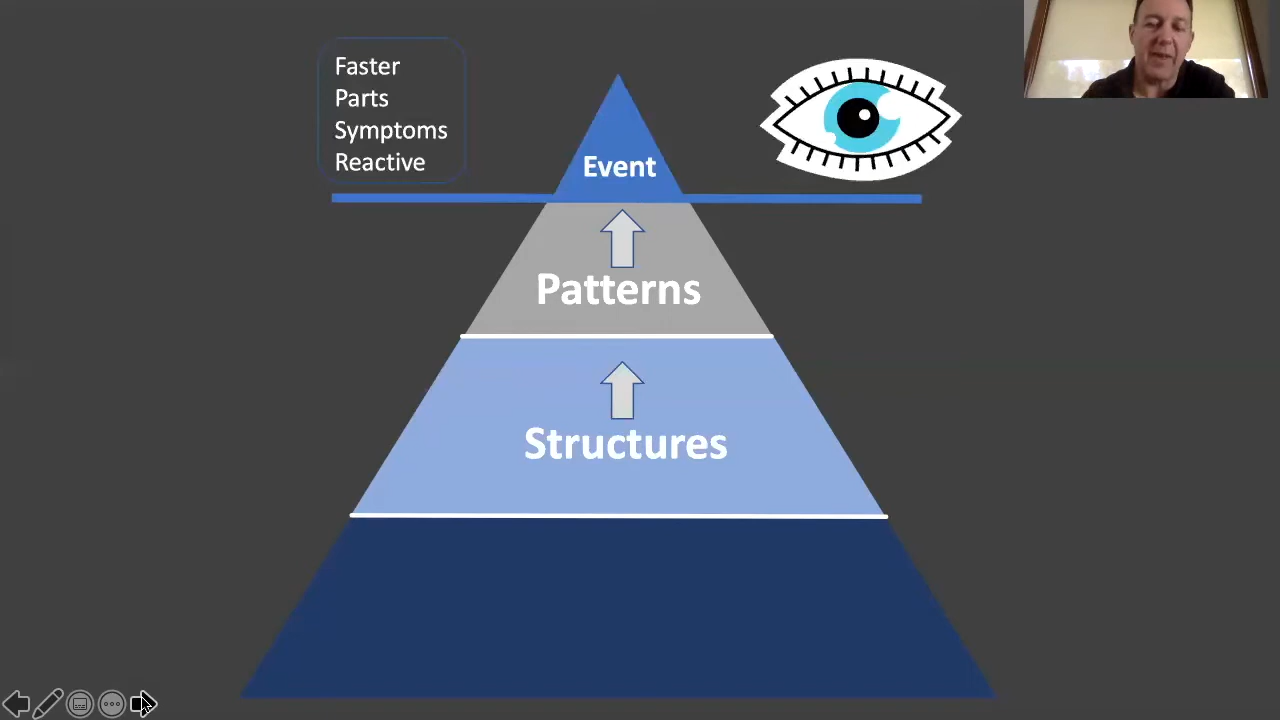 Faster
Parts
Symptoms
Reactive
Event
Patterns
Structures